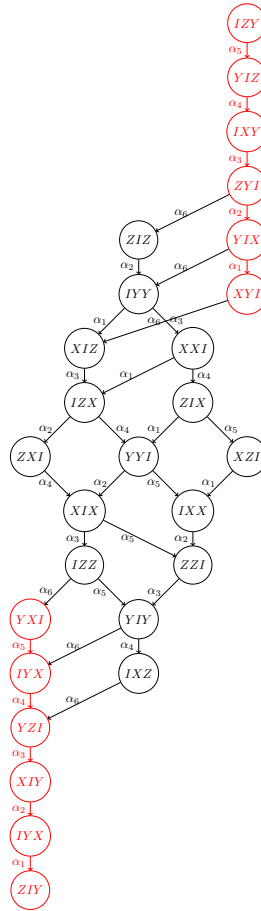 IZY
α5
YIZ
α4
IXY
α3
ZYI
α6
α2
ZIZ
YIX
α2
α6
α1
IYY
XYI
α1
α6
α3
XIZ
XXI
α3
α1
α4
IZX
ZIX
α2
α4
α1
α5
ZXI
YYI
XZI
α4
α2
α5
α1
XIX
IXX
α3
α5
α2
IZZ
ZZI
α6
α5
α3
YXI
YIY
α5
α6
α4
IYX
IXZ
α4
α6
YZI
α3
XIY
α2
IYX
α1
ZIY